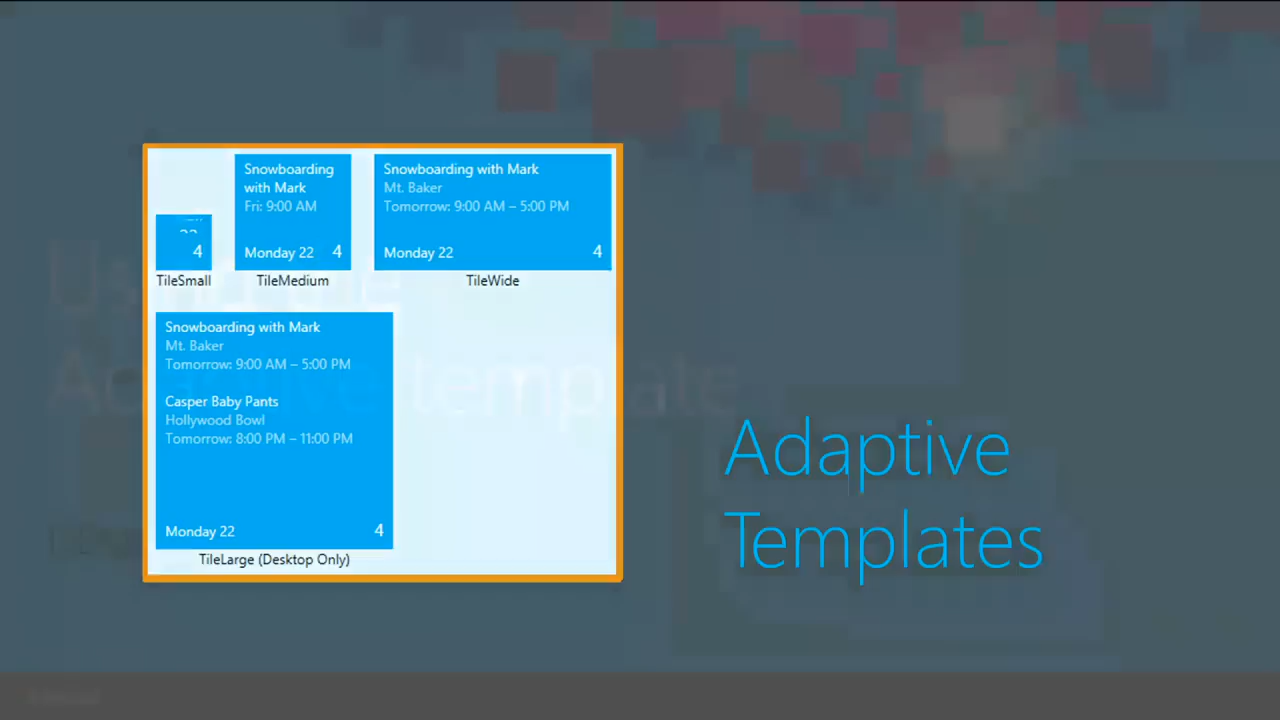 Snowboarding
with Mark
Fri: 9:00 AM
Monday 22 4
TileMedium
Snowboarding with Mark
Mt. Baker
Tomorrow: 9:00 AM – 5:00 PM
Monday 22 4
TileWide
4
TileSmall
Snowboarding with Mark
Mt. Baker
Tomorrow: 9:00 AM – 5:00 PM
Casper Baby Pants
Hollywood Bowl
Tomorrow: 8:00 PM – 11:00 PM
Monday 22 4
TileLarge (Desktop Only)
Adaptive template
Adaptive
Templates